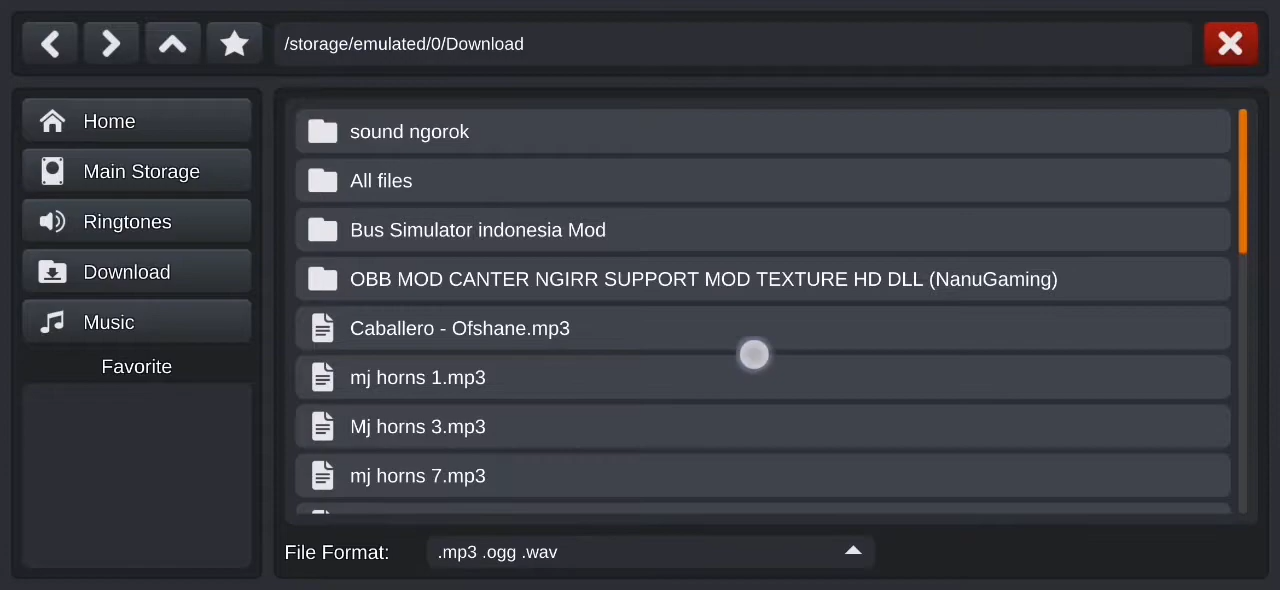 /storage/emulated/0/Download
Home
Main Storage
Ringtones
Download
Music
Favorite
sound ngorok
All files
Bus Simulator indonesia Mod
OBB MOD CANTER NGIRR SUPPORT MOD TEXTURE HD DLL (NanuGaming)
Caballero - Ofshane.mp3
mj horns 1.mp3
Mj horns 3.mp3
mj horns 7.mp3
File Format:
.mp3 .ogg .wav